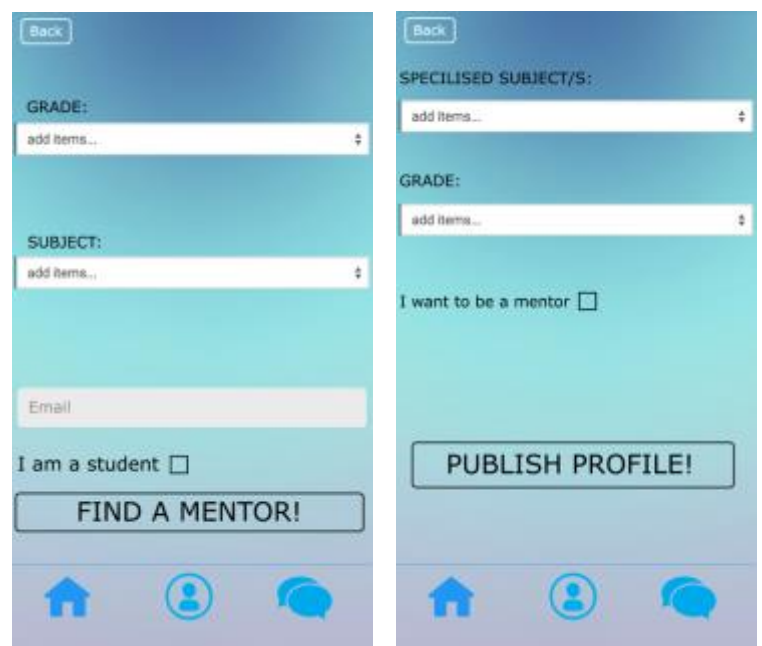 Back
GRADE:
add items...
SUBJECT:
add items...
Email
I am a student
FIND A MENTOR!
Back
SPECILISED SUBJECT/S:
add items...
GRADE:
add items...
I want to be a mentor
PUBLISH PROFILE!